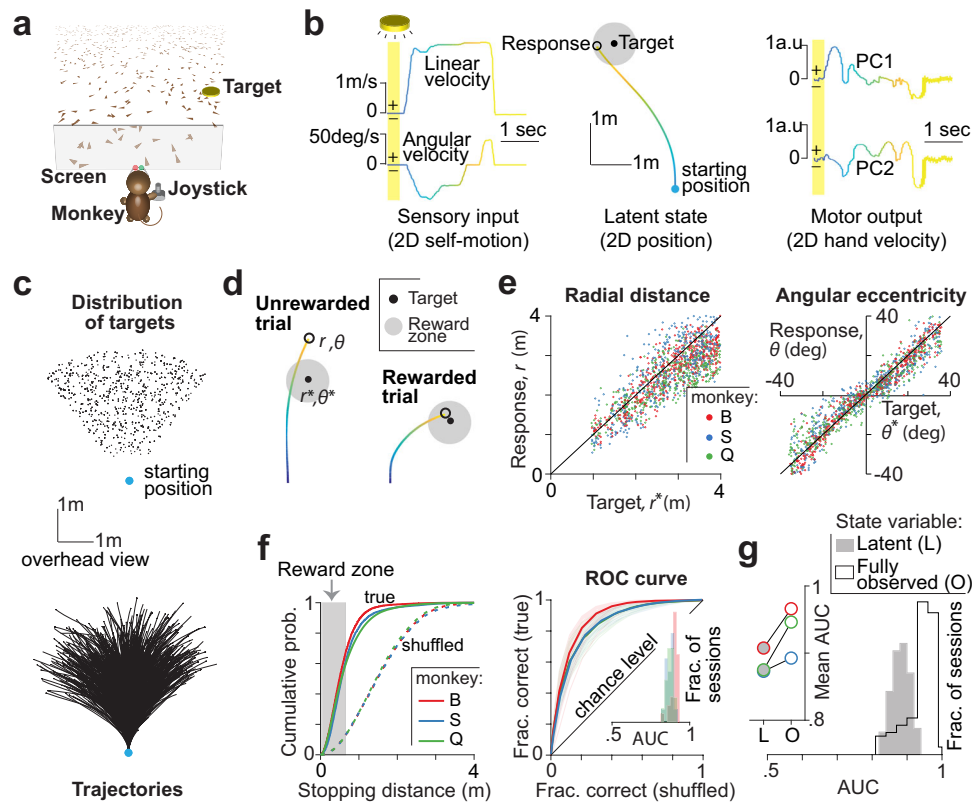 a
Target
Screen
Joystick
Monkey
b
Linear
velocity
1m/s
+
0
–
50deg/s
Angular
velocity
+
0
–
1 sec
Sensory input
(2D self-motion)
Response
Target
1m
1m
starting
position
Latent state
(2D position)
1a.u
PC1
+
0
–
1a.u
1 sec
+
0
–
PC2
Motor output
(2D hand velocity)
c
Distribution
of targets
starting
position
1m
1m
overhead view
Trajectories
d
Unrewarded
trial
r ,θ
r*,θ*
Target
Reward
zone
Rewarded
trial
e
Radial distance
4
Response, r (m)
0
0
Target, r* (m)
4
monkey:
B
S
Q
Angular eccentricity
Response,
θ (deg)
40
-40
40
Target,
θ* (deg)
-40
f
Reward zone
true
shuffled
1
Cumulative prob.
0
0
Stopping distance (m)
4
monkey:
B
S
Q
ROC curve
1
Frac. correct (true)
0
0
Frac. correct (shuffled)
1
chance level
Frac. of
sessions
.5
AUC
1
g
State variable:
Latent (L)
Fully
observed (O)
1
Mean AUC
.8
L
O
Frac. of sessions
.5
AUC
1